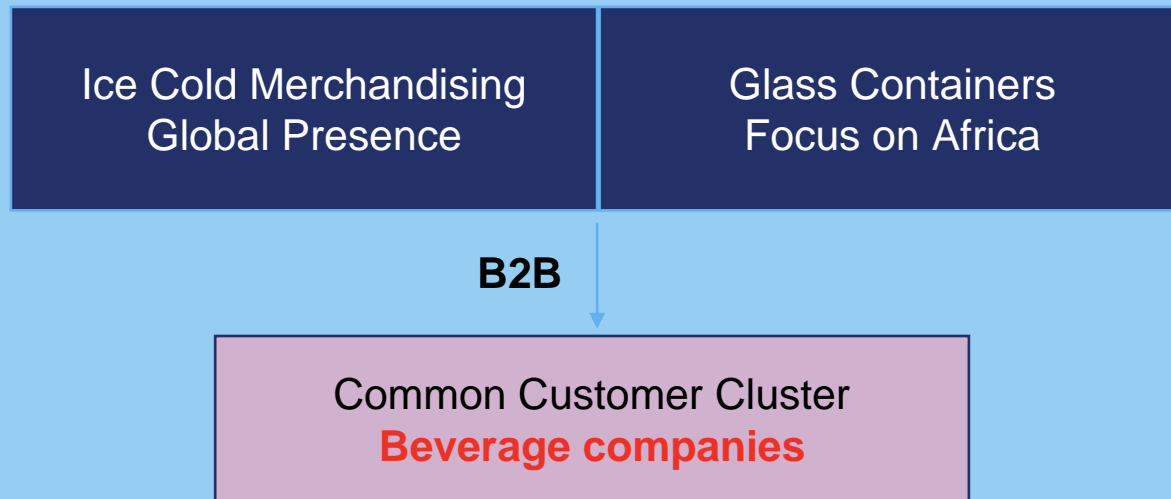 Ice Cold Merchandising
Global Presence
Glass Containers
Focus on Africa
B2B
Common Customer Cluster
Beverage companies